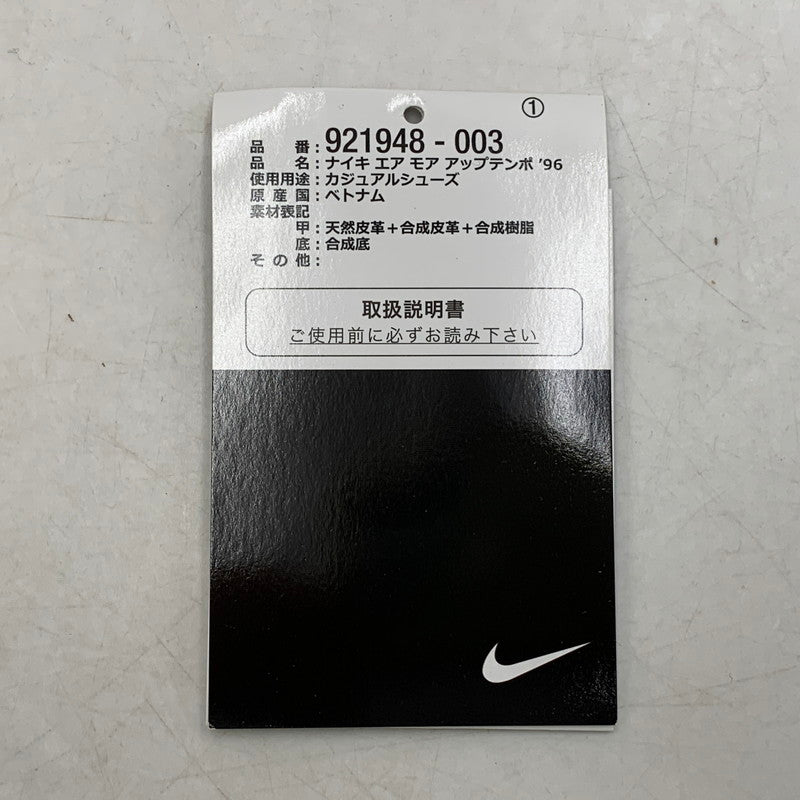 ①
品番:921948 - 003
品名:ナイキ エア モア アップテンポ '96
使用用途:カジュアルシューズ
原産国:ベトナム
素材表記
甲:天然皮革+合成皮革+合成樹脂
底:合成底
その他:
取扱説明書
ご使用前に必ずお読み下さい